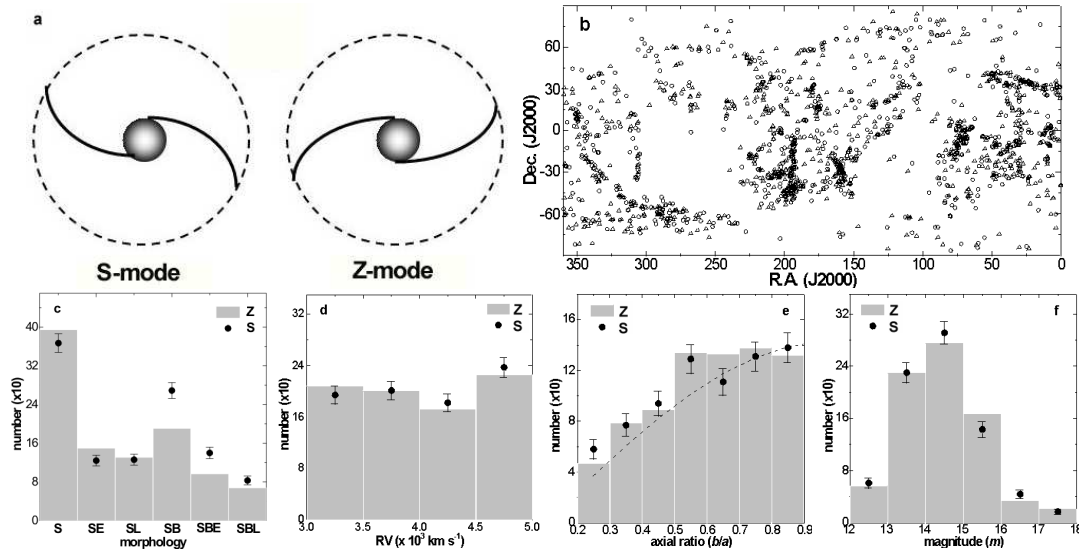 a
S-mode
Z-mode
b
Dec. (J2000)
60
30
0
-30
-60
350
300
250
200
150
100
50
0
R.A. (J2000)
c
Z
S
number (x10)
40
32
24
16
8
0
S
SE
SL
SB
SBE
SBL
morphology
d
Z
S
number (x10)
32
24
16
8
0
3.0
3.5
4.0
4.5
5.0
RV (x 10³ km s⁻¹)
e
Z
S
number (x10)
16
12
8
4
0
0.2
0.3
0.4
0.5
0.6
0.7
0.8
0.9
axial ratio (b/a)
f
Z
S
number (x10)
32
24
16
8
0
12
13
14
15
16
17
18
magnitude (m)